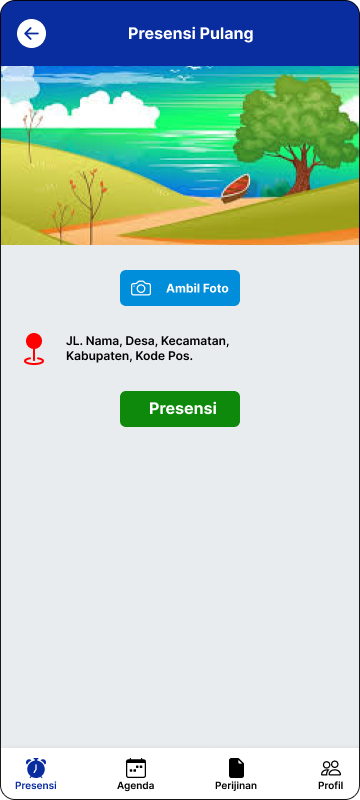 Presensi Pulang
Ambil Foto
JL. Nama, Desa, Kecamatan,
Kabupaten, Kode Pos.
Presensi
Presensi
Agenda
Perijinan
Profil